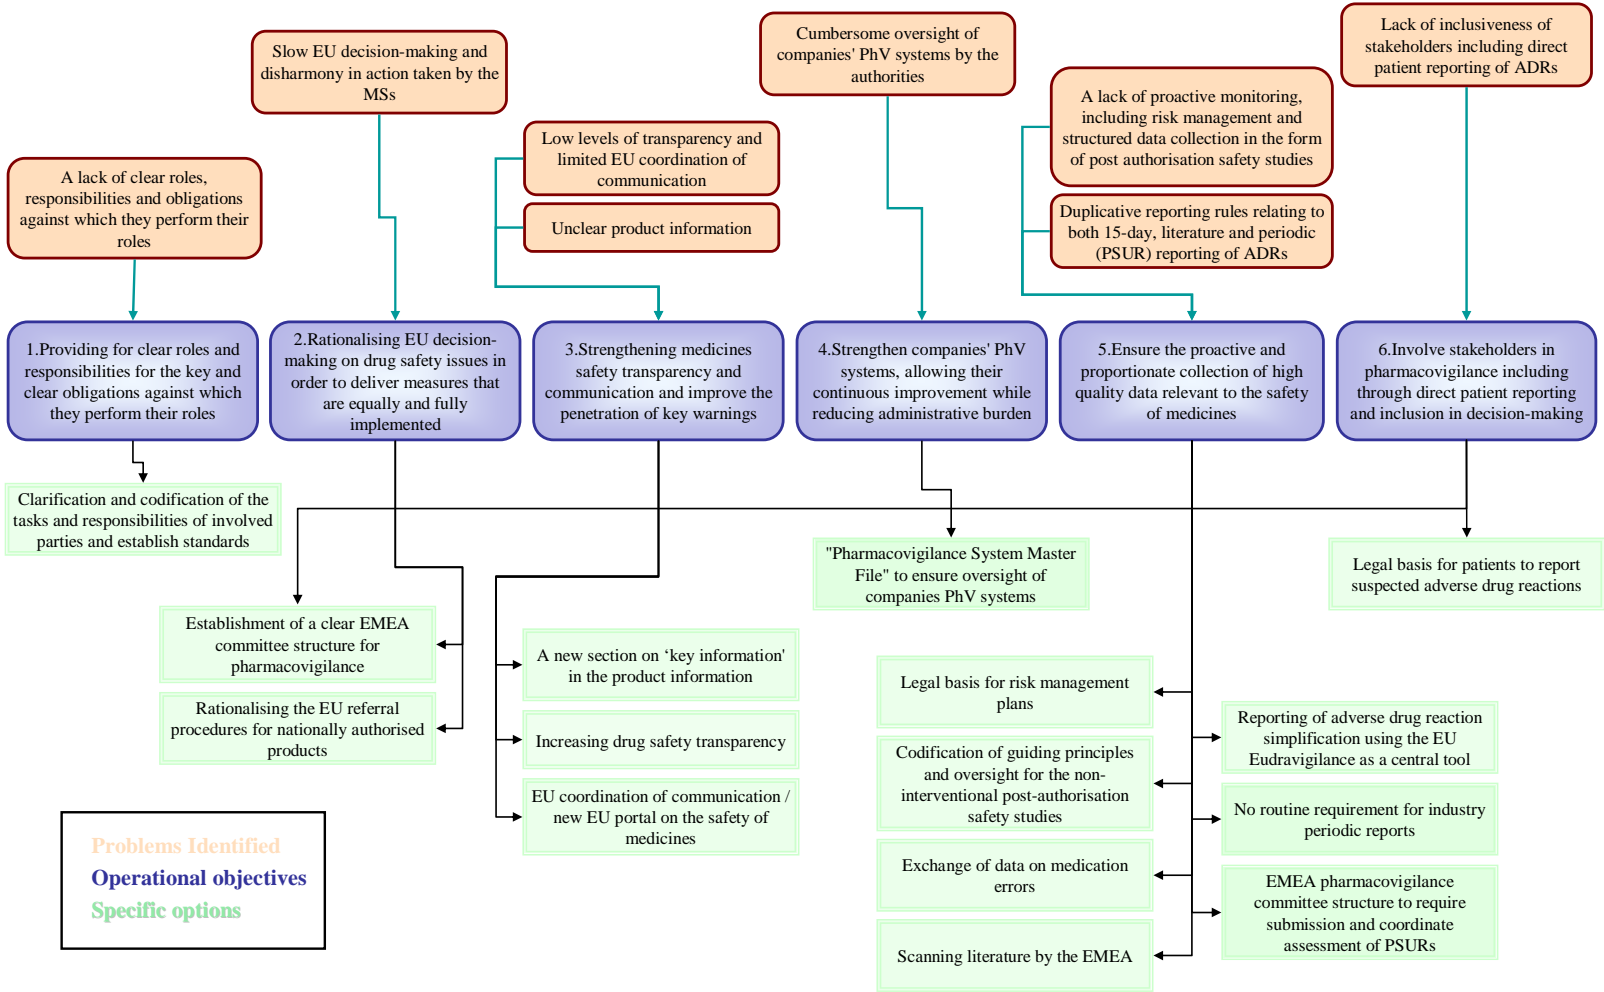 Lack of inclusiveness of
stakeholders including direct
patient reporting of ADRs
Cumbersome oversight of
companies' PhV systems by the
authorities
Slow EU decision-making and
disharmony in action taken by the
MSs
A lack of proactive monitoring,
including risk management and
structured data collection in the form
of post authorisation safety studies
Low levels of transparency and
limited EU coordination of
communication
A lack of clear roles,
responsibilities and obligations
against which they perform their
roles
Unclear product information
Duplicative reporting rules relating to
both 15-day, literature and periodic
(PSUR) reporting of ADRs
1.Providing for clear roles and
responsibilities for the key and
clear obligations against which
they perform their roles
2.Rationalising EU decision-
making on drug safety issues in
order to deliver measures that
are equally and fully
implemented
3.Strengthening medicines
safety transparency and
communication and improve the
penetration of key warnings
4.Strengthen companies' PhV
systems, allowing their
continuous improvement while
reducing administrative burden
5.Ensure the proactive and
proportionate collection of high
quality data relevant to the safety
of medicines
6.Involve stakeholders in
pharmacovigilance including
through direct patient reporting
and inclusion in decision-making
Clarification and codification of the
tasks and responsibilities of involved
parties and establish standards
"Pharmacovigilance System Master
File" to ensure oversight of
companies PhV systems
Legal basis for patients to report
suspected adverse drug reactions
Establishment of a clear EMEA
committee structure for
pharmacovigilance
Rationalising the EU referral
procedures for nationally authorised
products
A new section on ‘key information'
in the product information
Increasing drug safety transparency
EU coordination of communication /
new EU portal on the safety of
medicines
Legal basis for risk management
plans
Codification of guiding principles
and oversight for the non-
interventional post-authorisation
safety studies
Exchange of data on medication
errors
Scanning literature by the EMEA
Reporting of adverse drug reaction
simplification using the EU
Eudravigilance as a central tool
No routine requirement for industry
periodic reports
EMEA pharmacovigilance
committee structure to require
submission and coordinate
assessment of PSURs
Problems Identified
Operational objectives
Specific options